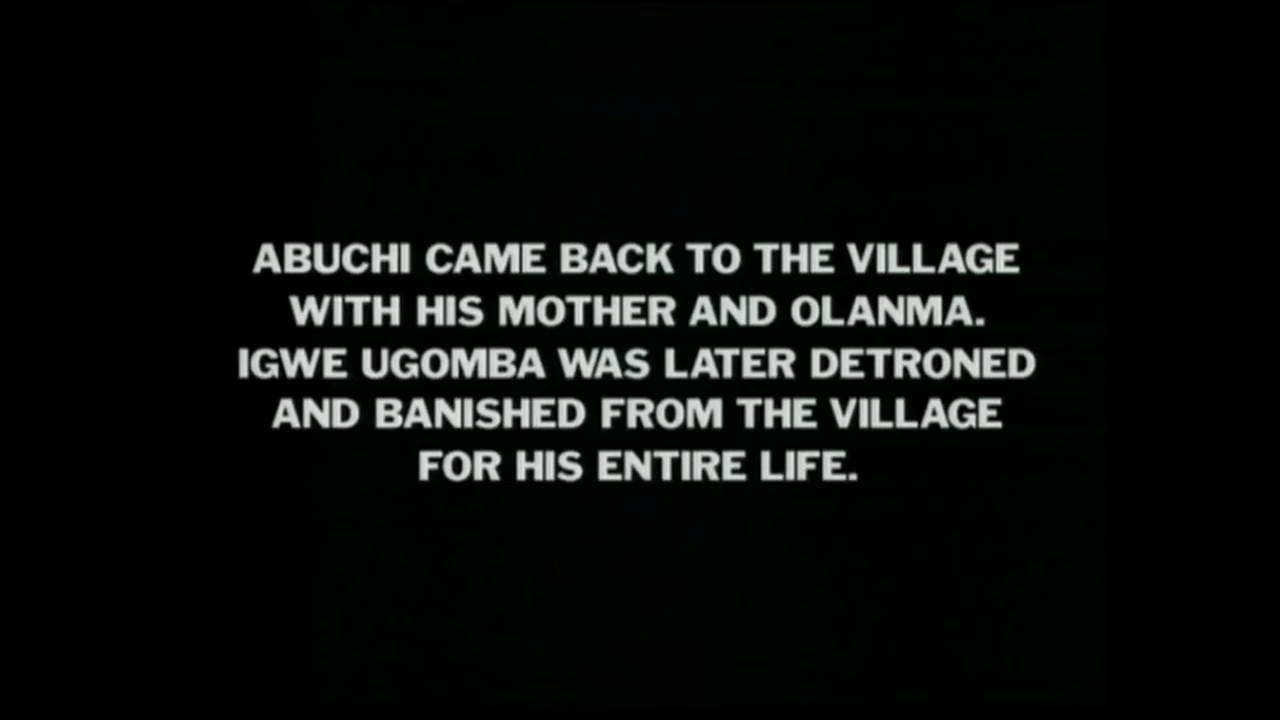 ABUCHI CAME BACK TO THE VILLAGE
WITH HIS MOTHER AND OLANMA.
IGWE UGOMBA WAS LATER DETRONED
AND BANISHED FROM THE VILLAGE
FOR HIS ENTIRE LIFE.